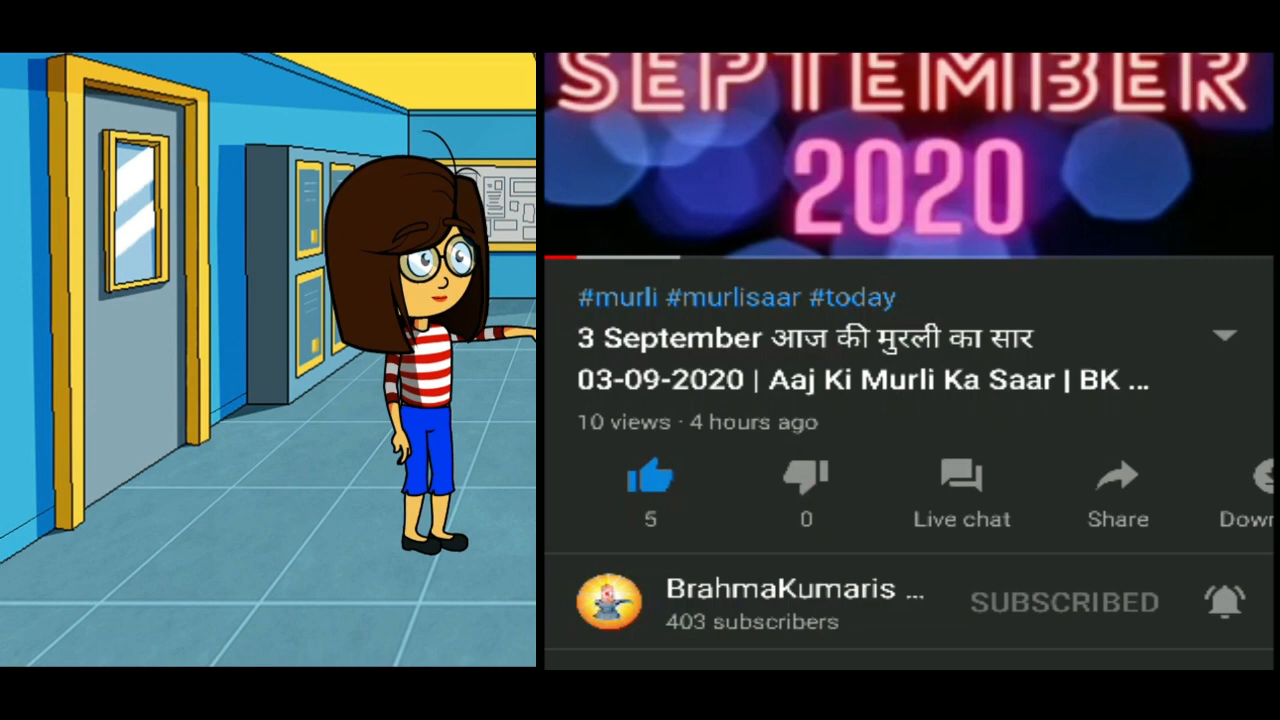 SEPTEMBER
2020
#murli #murlisaar #today
3 September आज की मुरली का सार
03-09-2020 | Aaj Ki Murli Ka Saar | BK ...
10 views · 4 hours ago
5
0
Live chat
Share
Down
BrahmaKumaris ...
SUBSCRIBED
403 subscribers